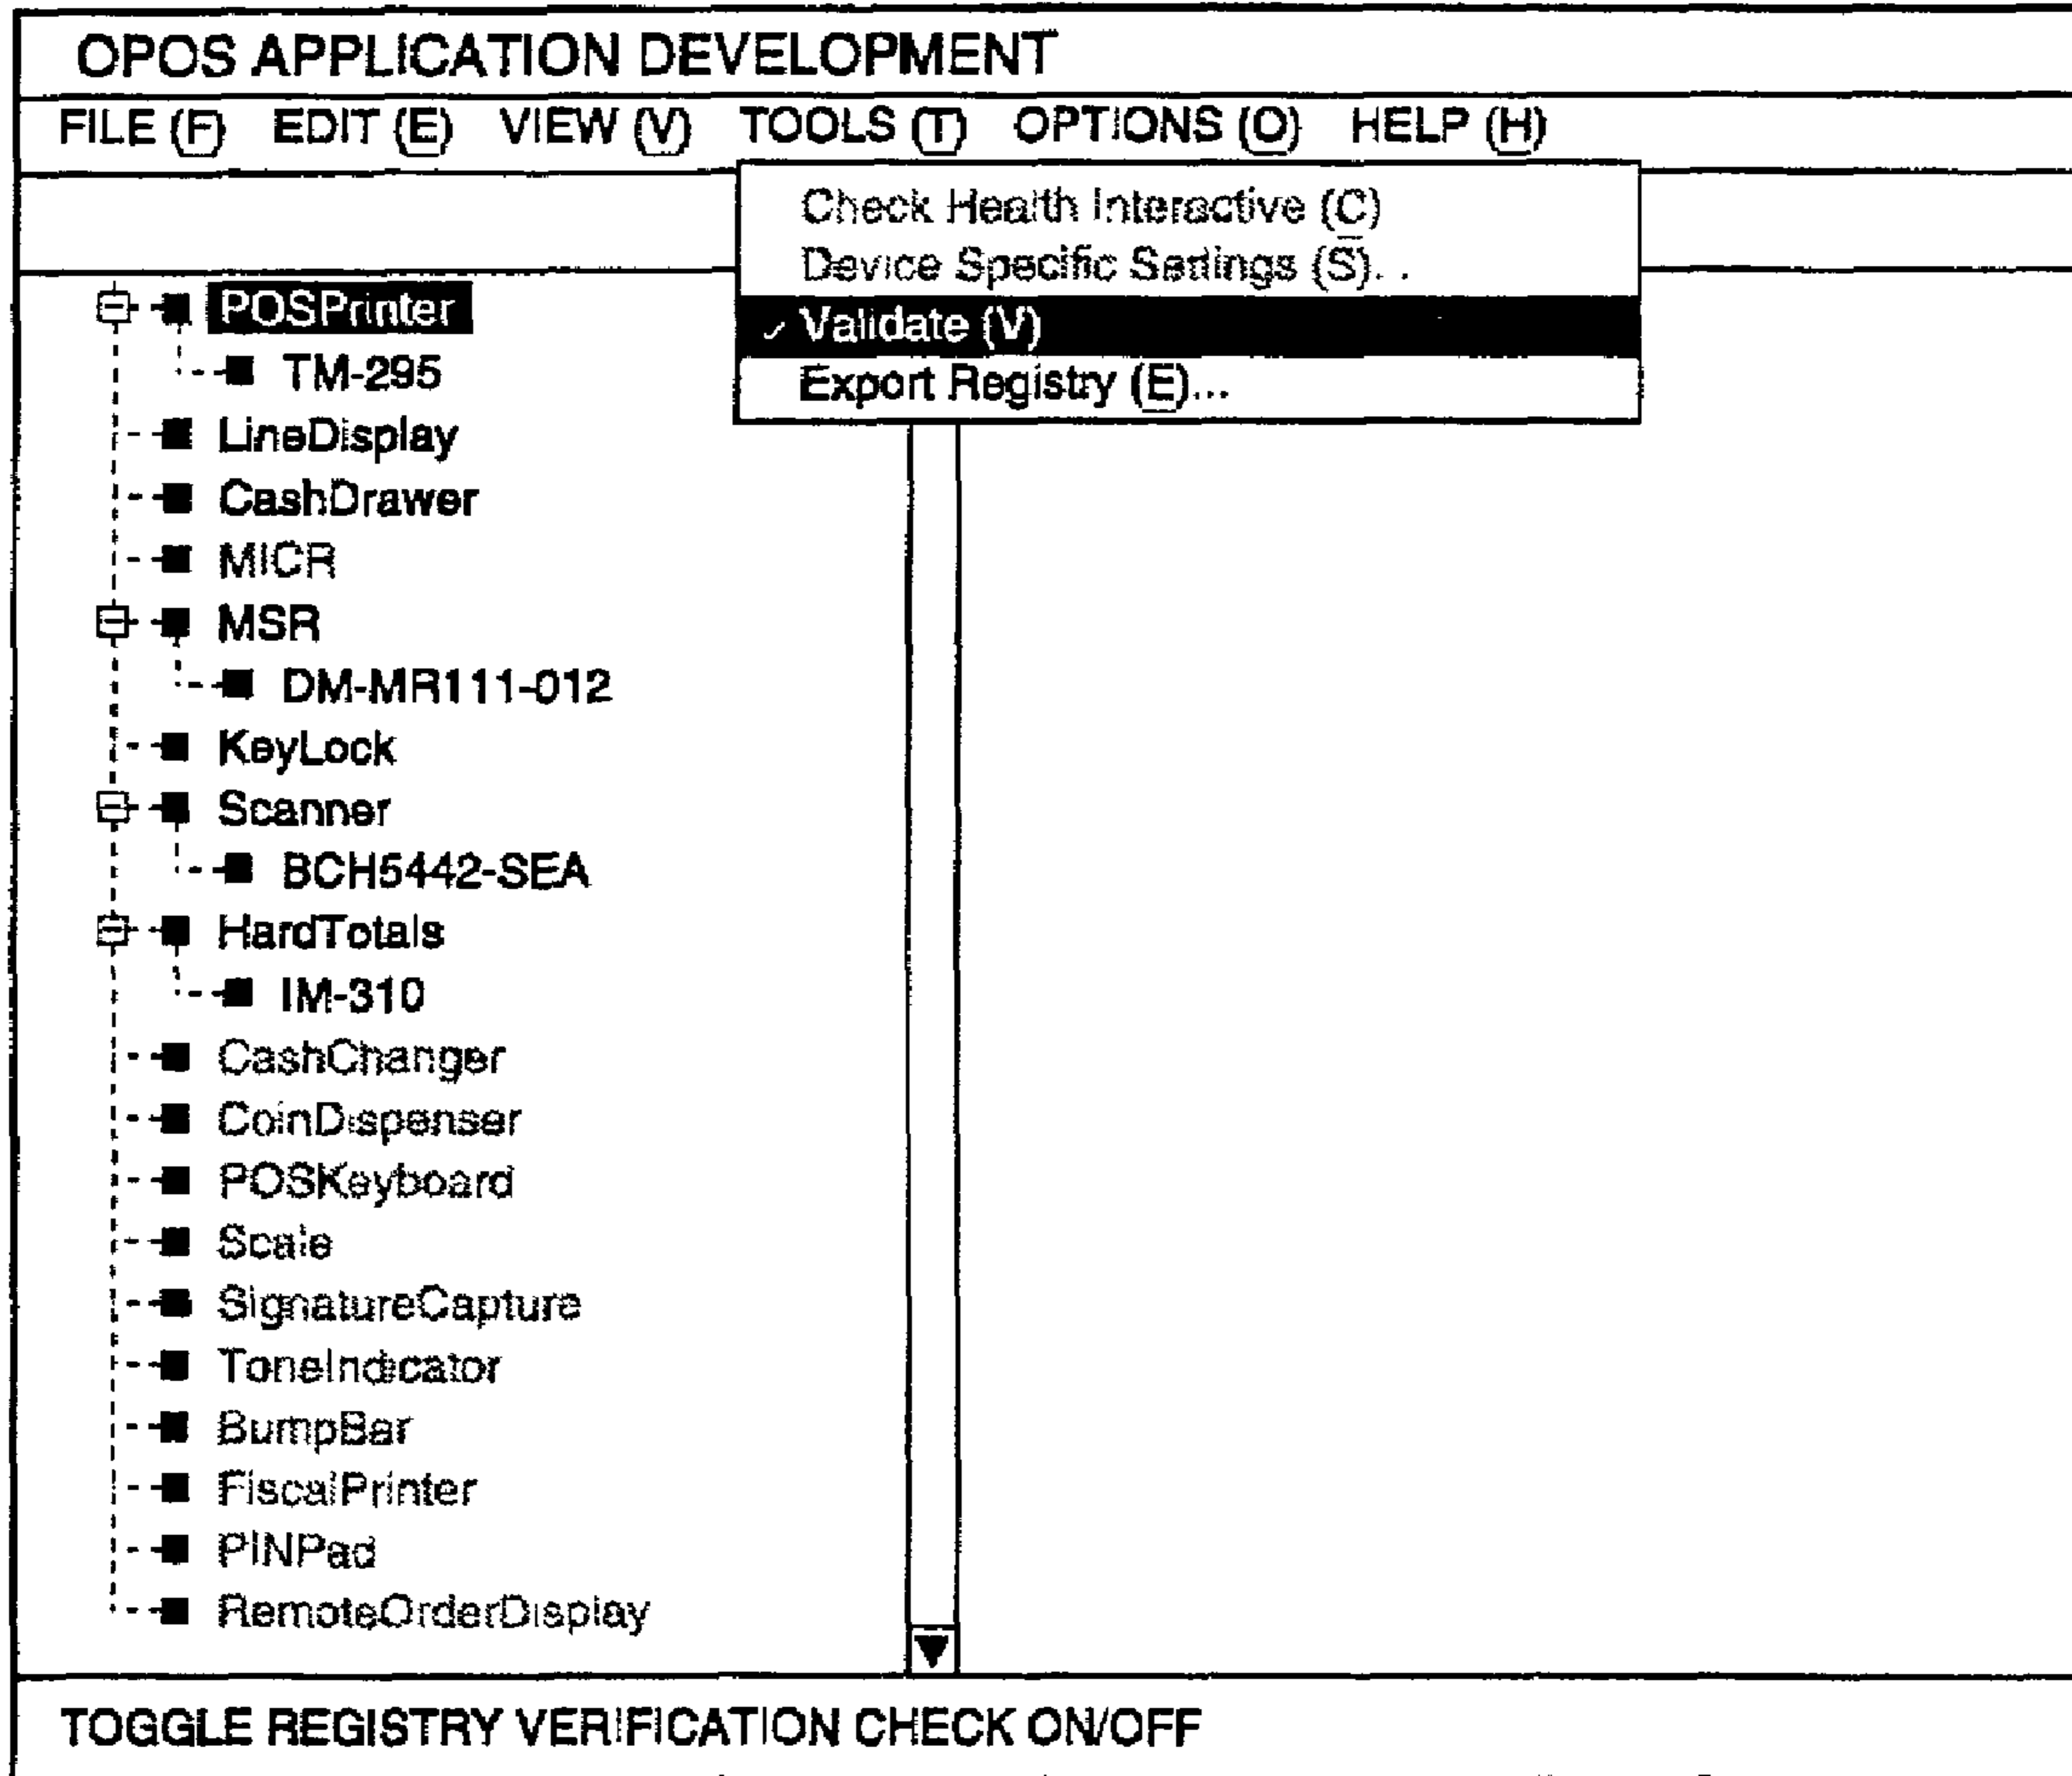 OPOS APPLICATION DEVELOPMENT
FILE (F) EDIT (E) VIEW (V) TOOLS (T) OPTIONS (O) HELP (H)
Check Health Interactive (C)
Device Specific Settings (S)...
✓ Validate (V)
Export Registry (E)...
POSPrinter
TM-295
LineDisplay
CashDrawer
MICR
MSR
DM-MR111-012
KeyLock
Scanner
BCH5442-SEA
HardTotals
IM-310
CashChanger
CoinDispenser
POSKeyboard
Scale
SignatureCapture
ToneIndicator
BumpBar
FiscalPrinter
PINPad
RemoteOrderDisplay
TOGGLE REGISTRY VERIFICATION CHECK ON/OFF